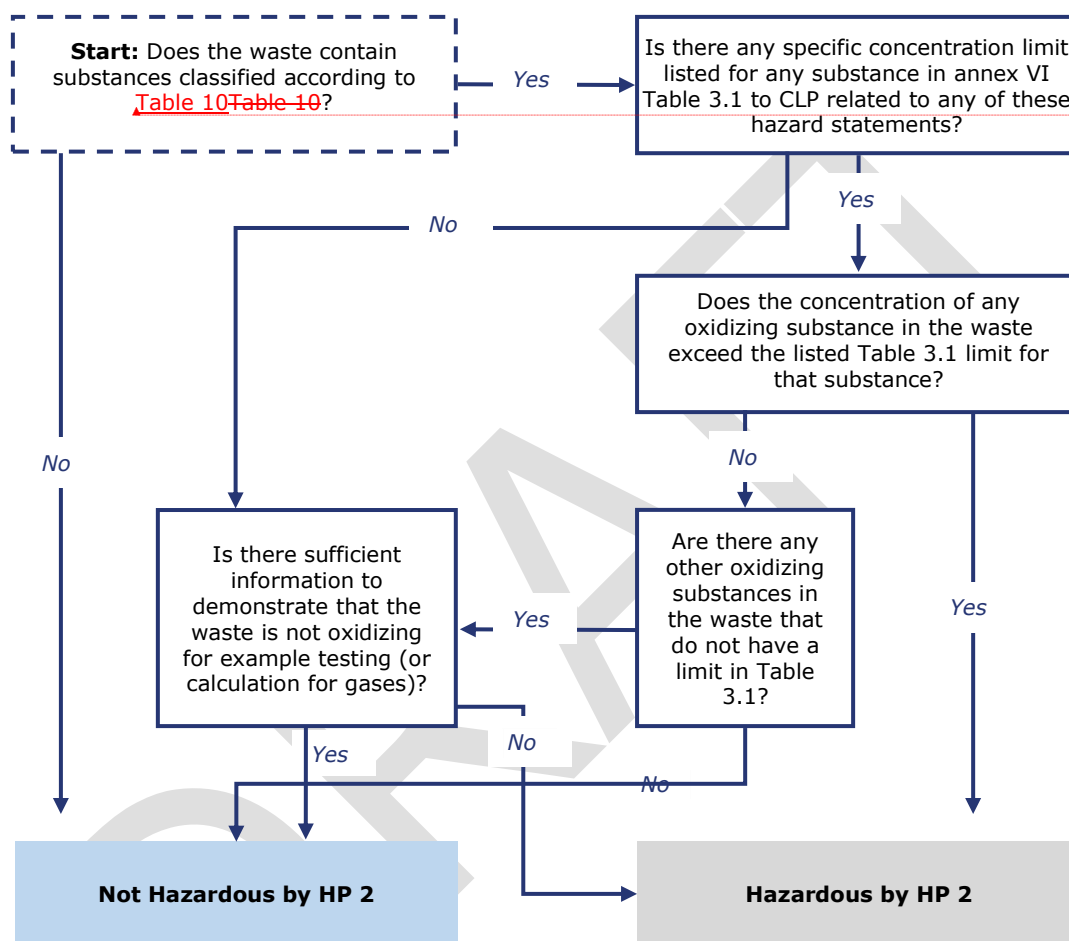 Start: Does the waste contain
substances classified according to
Table 10Table 10?
Yes
Is there any specific concentration limit
listed for any substance in annex VI
Table 3.1 to CLP related to any of these
hazard statements?
No
Yes
Does the concentration of any
oxidizing substance in the waste
exceed the listed Table 3.1 limit for
that substance?
No
No
Yes
Is there sufficient
information to
demonstrate that the
waste is not oxidizing
for example testing (or
calculation for gases)?
Yes
Are there any
other oxidizing
substances in
the waste that
do not have a
limit in Table
3.1?
Yes
No
No
Not Hazardous by HP 2
Hazardous by HP 2
DRAFT